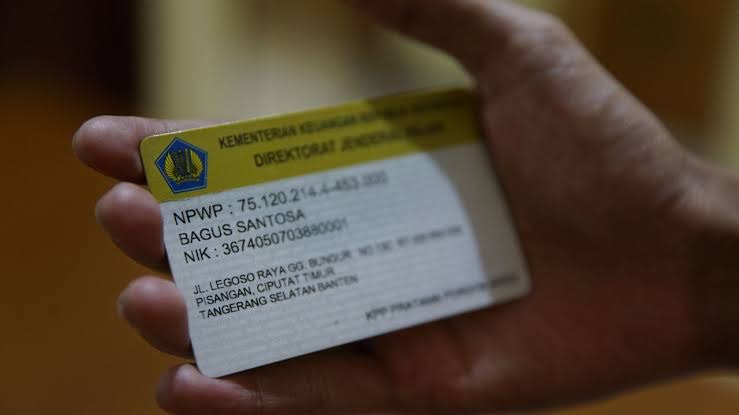 KEMENTERIAN KEUANGAN REPUBLIK
DIREKTORAT JENDERAL PAJAK
NPWP : 75.120.214.4-453.000
BAGUS SANTOSA
NIK : 3674050703880001
JL. LEGOSO RAYA GG. BUNGUR NO
PISANGAN, CIPUTAT TIMUR
TANGERANG SELATAN BANTEN
KPP PRATAMA